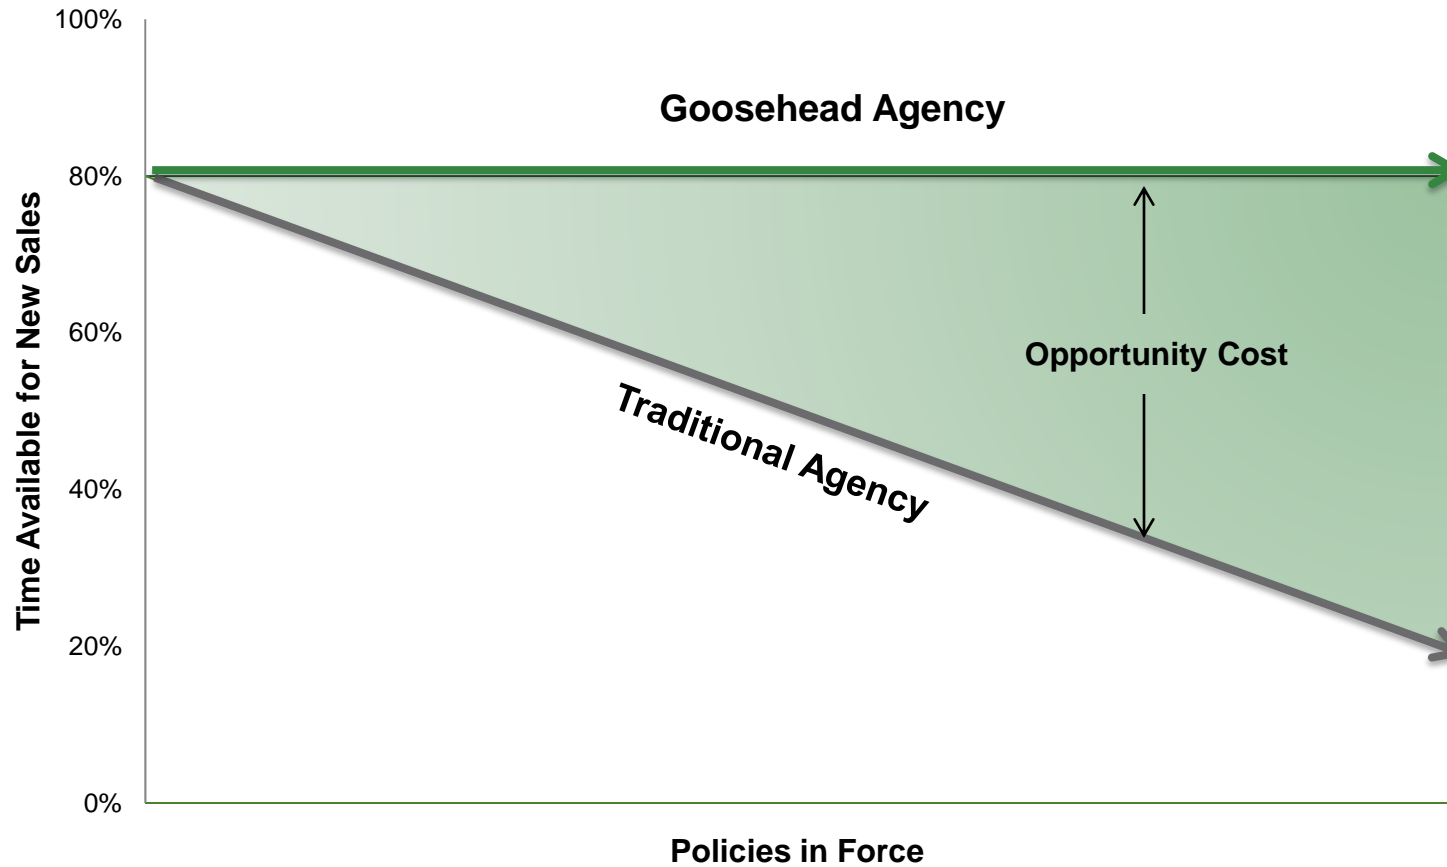 100%
Goosehead Agency
80%
60%
Opportunity Cost
Traditional Agency
40%
20%
0%
Time Available for New Sales
Policies in Force